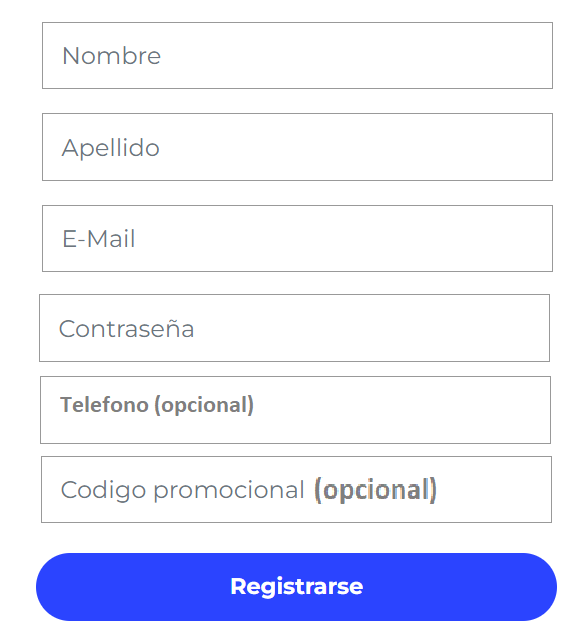 Nombre
Apellido
E-Mail
Contraseña
Telefono (opcional)
Codigo promocional (opcional)
Registrarse